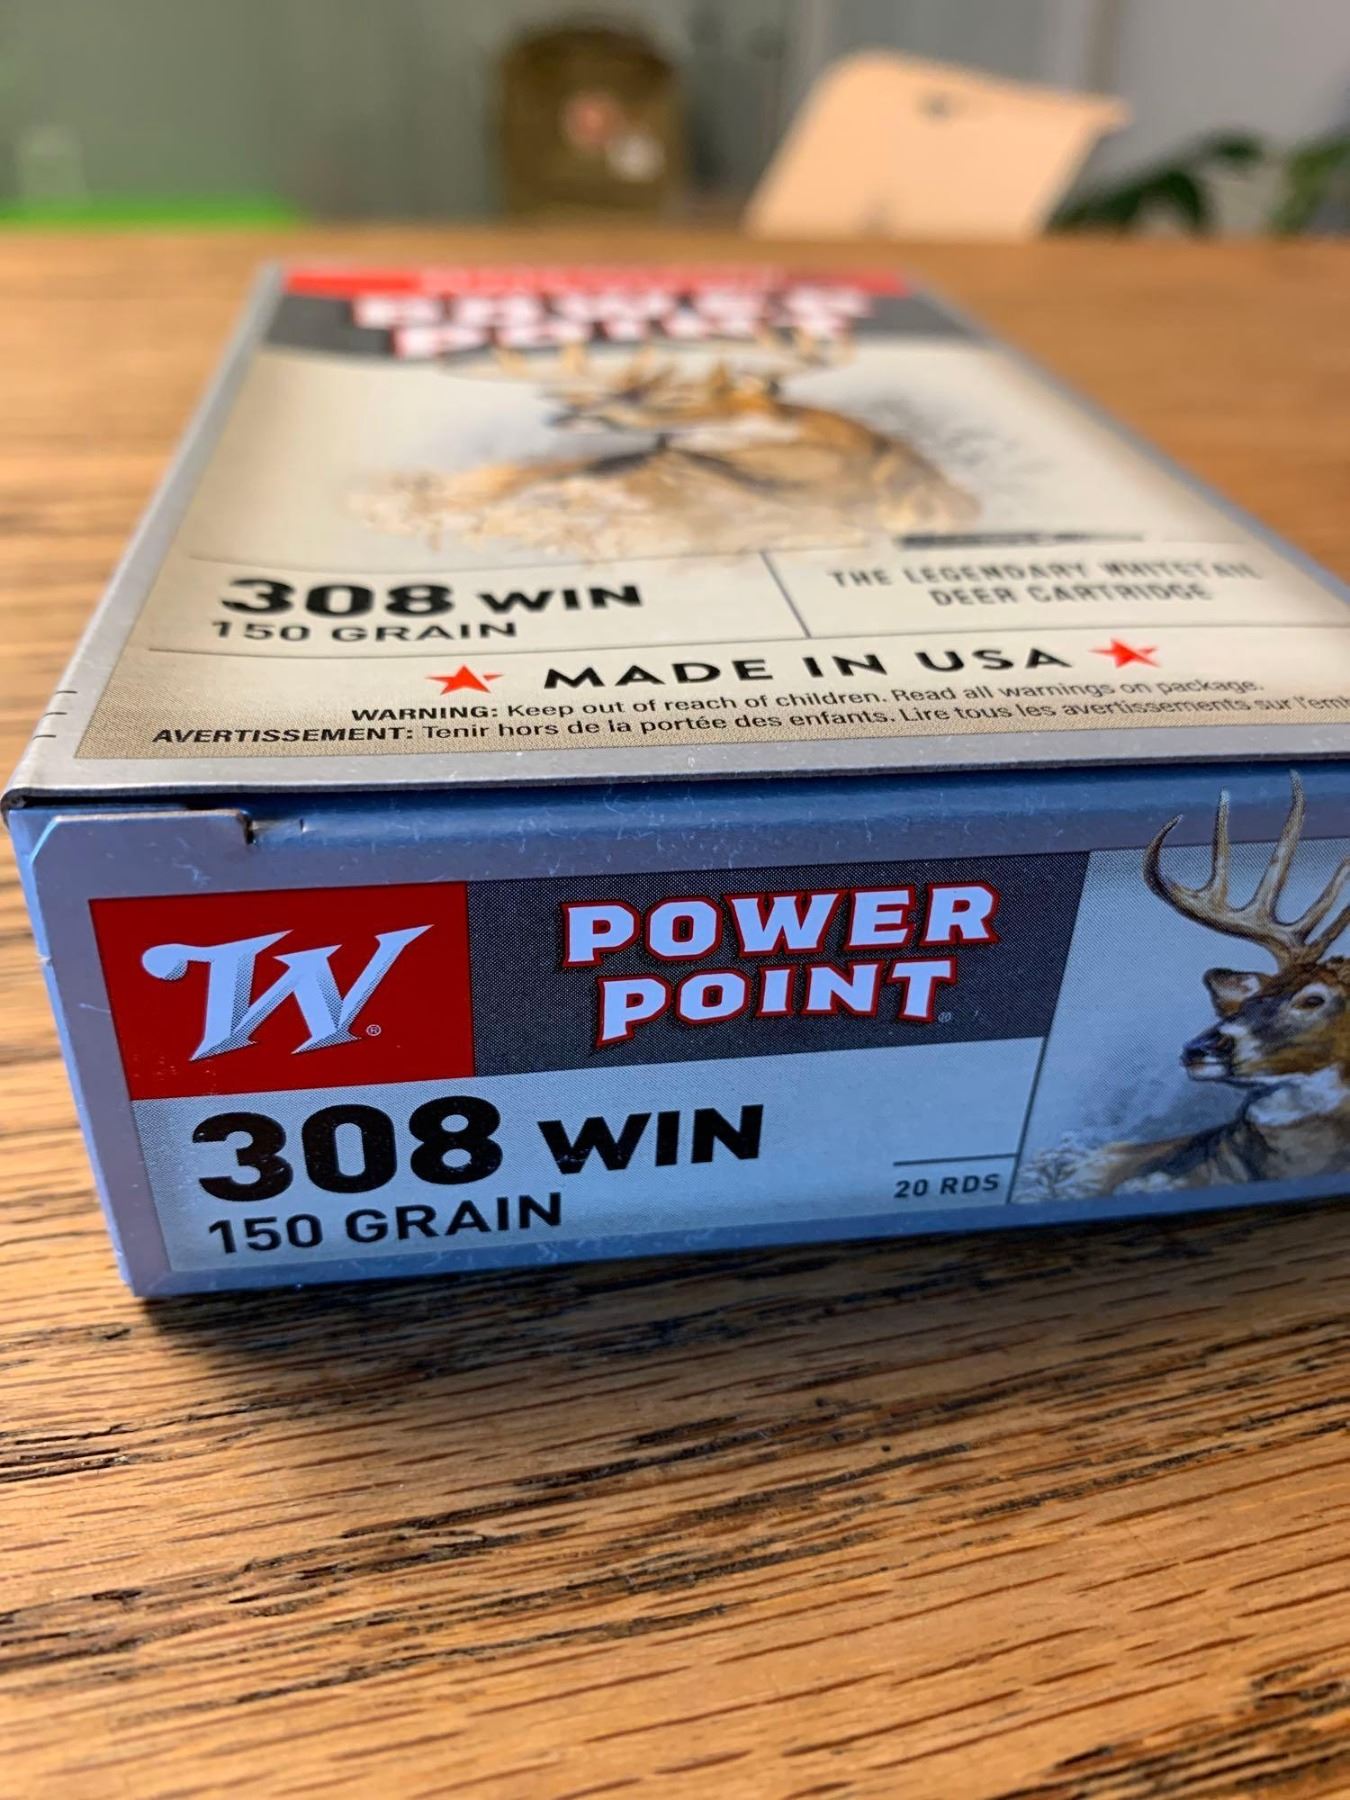 POWER
POINT
308 WIN
150 GRAIN
THE LEGENDARY WHITETAIL
DEER CARTRIDGE
MADE IN USA
WARNING: Keep out of reach of children. Read all warnings on package.
AVERTISSEMENT: Tenir hors de la portée des enfants. Lire tous les avertissements sur l'emb
W®
POWER
POINT®
308 WIN
150 GRAIN
20 RDS